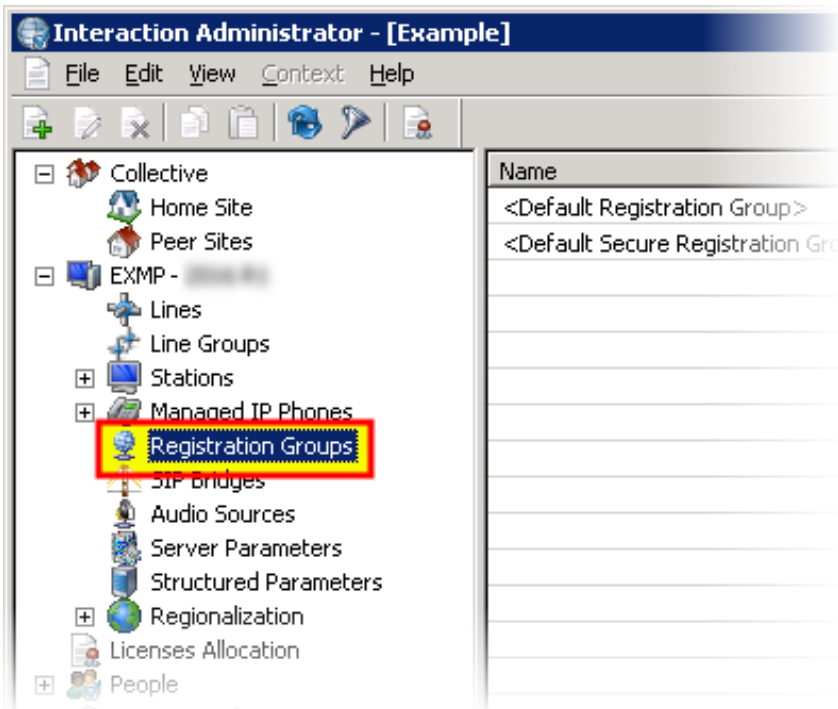 Interaction Administrator - [Example]
File Edit View Context Help
Collective
Home Site
Peer Sites
EXMP -
Lines
Line Groups
Stations
Managed IP Phones
Registration Groups
SIP Bridges
Audio Sources
Server Parameters
Structured Parameters
Regionalization
Licenses Allocation
People
Name
<Default Registration Group>
<Default Secure Registration